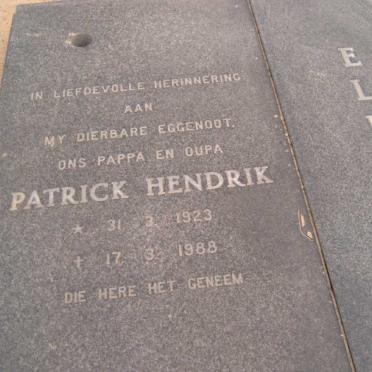 IN LIEFDEVOLLE HERINNERING
AAN
MY DIERBARE EGGENOOT,
ONS PAPPA EN OUPA
PATRICK HENDRIK
★ 31. 3. 1923
† 17. 3. 1988
DIE HERE HET GENEEM
E
L